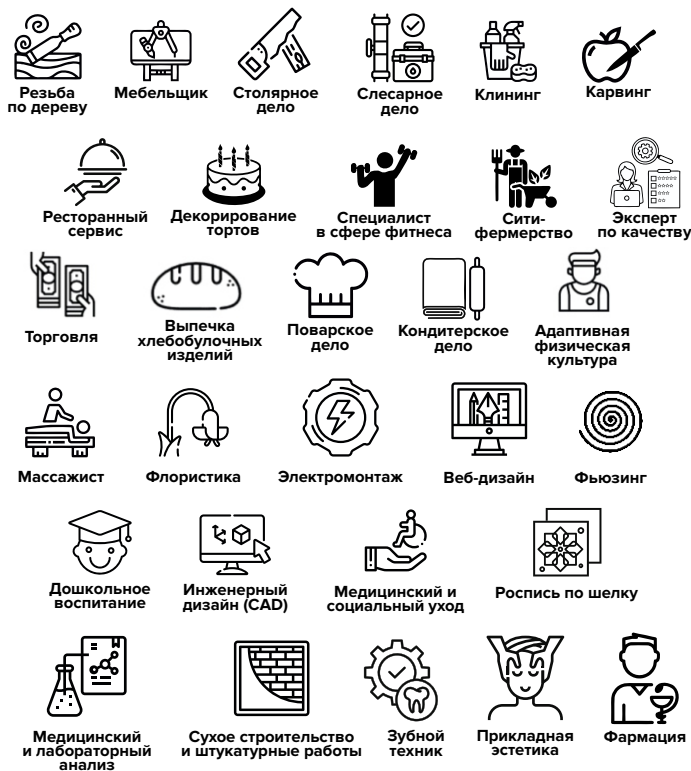 Резьба
по дереву
Мебельщик
Столярное
дело
Слесарное
дело
Клининг
Карвинг
Ресторанный
сервис
Декорирование
тортов
Специалист
в сфере фитнеса
Сити-
фермерство
Эксперт
по качеству
Торговля
Выпечка
хлебобулочных
изделий
Поварское
дело
Кондитерское
дело
Адаптивная
физическая
культура
Массажист
Флористика
Электромонтаж
Веб-дизайн
Фьюзинг
Дошкольное
воспитание
Инженерный
дизайн (CAD)
Медицинский и
социальный уход
Роспись по шелку
Медицинский
и лабораторный
анализ
Сухое строительство
и штукатурные работы
Зубной
техник
Прикладная
эстетика
Фармация